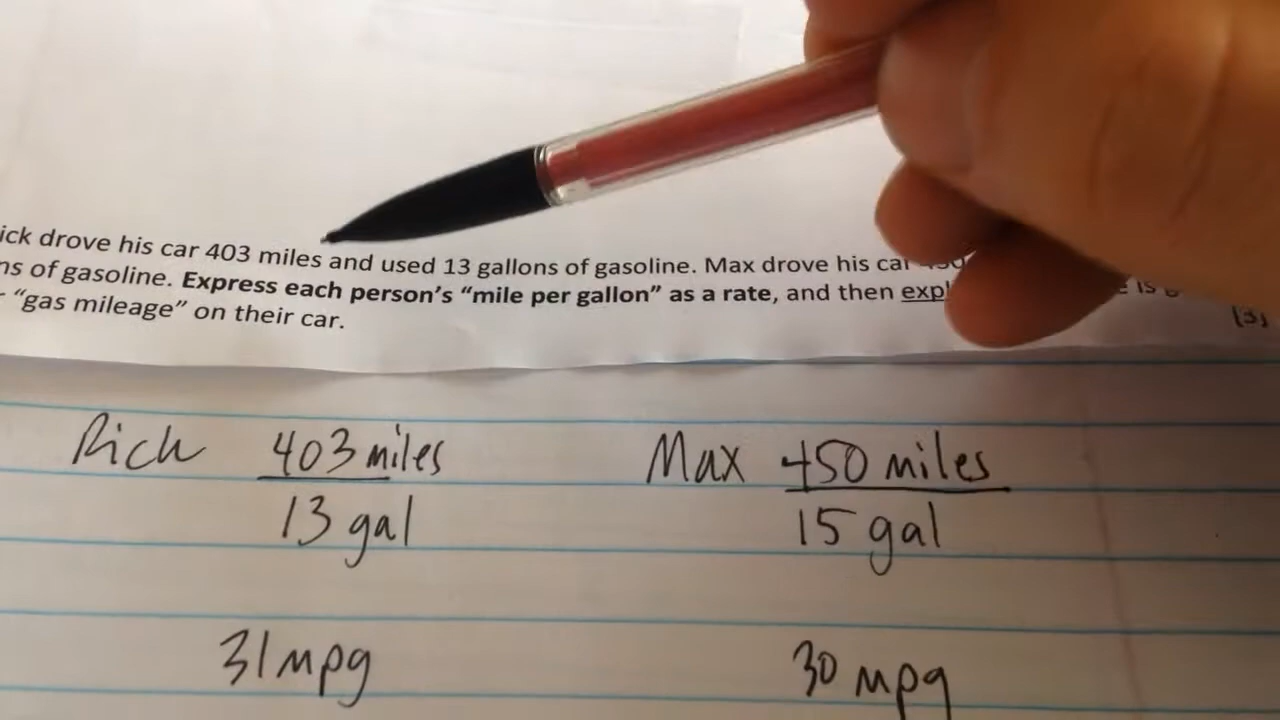 ick drove his car 403 miles and used 13 gallons of gasoline. Max drove his car
ns of gasoline. Express each person's "mile per gallon" as a rate, and then
"gas mileage" on their car.
[3]
Rich 403 miles Max 450 miles
13 gal 15 gal
31 mpg 30 mpg